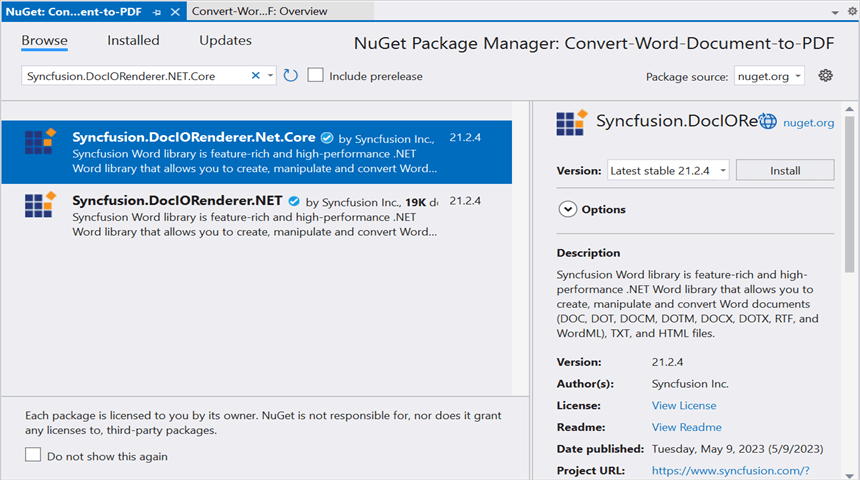 NuGet: Con...ent-to-PDF
Convert-Wor...F: Overview
Browse
Installed
Updates
NuGet Package Manager: Convert-Word-Document-to-PDF
Syncfusion.DocIORenderer.NET.Core
Include prerelease
Package source:
nuget.org
Syncfusion.DocIORenderer.Net.Core
by Syncfusion Inc.,
21.2.4
Syncfusion Word library is feature-rich and high-performance .NET
Word library that allows you to create, manipulate and convert Word...
Syncfusion.DocIORenderer.NET
by Syncfusion Inc., 19K
21.2.4
Syncfusion Word library is feature-rich and high-performance .NET
Word library that allows you to create, manipulate and convert Word...
Each package is licensed to you by its owner. NuGet is not responsible for, nor does it grant
any licenses to, third-party packages.
Do not show this again
Syncfusion.DocIORe
nuget.org
Version:
Latest stable 21.2.4
Install
Options
Description
Syncfusion Word library is feature-rich and high-
performance .NET Word library that allows you to
create, manipulate and convert Word documents
(DOC, DOT, DOCM, DOTM, DOCX, DOTX, RTF, and
WordML), TXT, and HTML files.
Version: 21.2.4
Author(s): Syncfusion Inc.
License: View License
Readme: View Readme
Date published: Tuesday, May 9, 2023 (5/9/2023)
Project URL: https://www.syncfusion.com/?